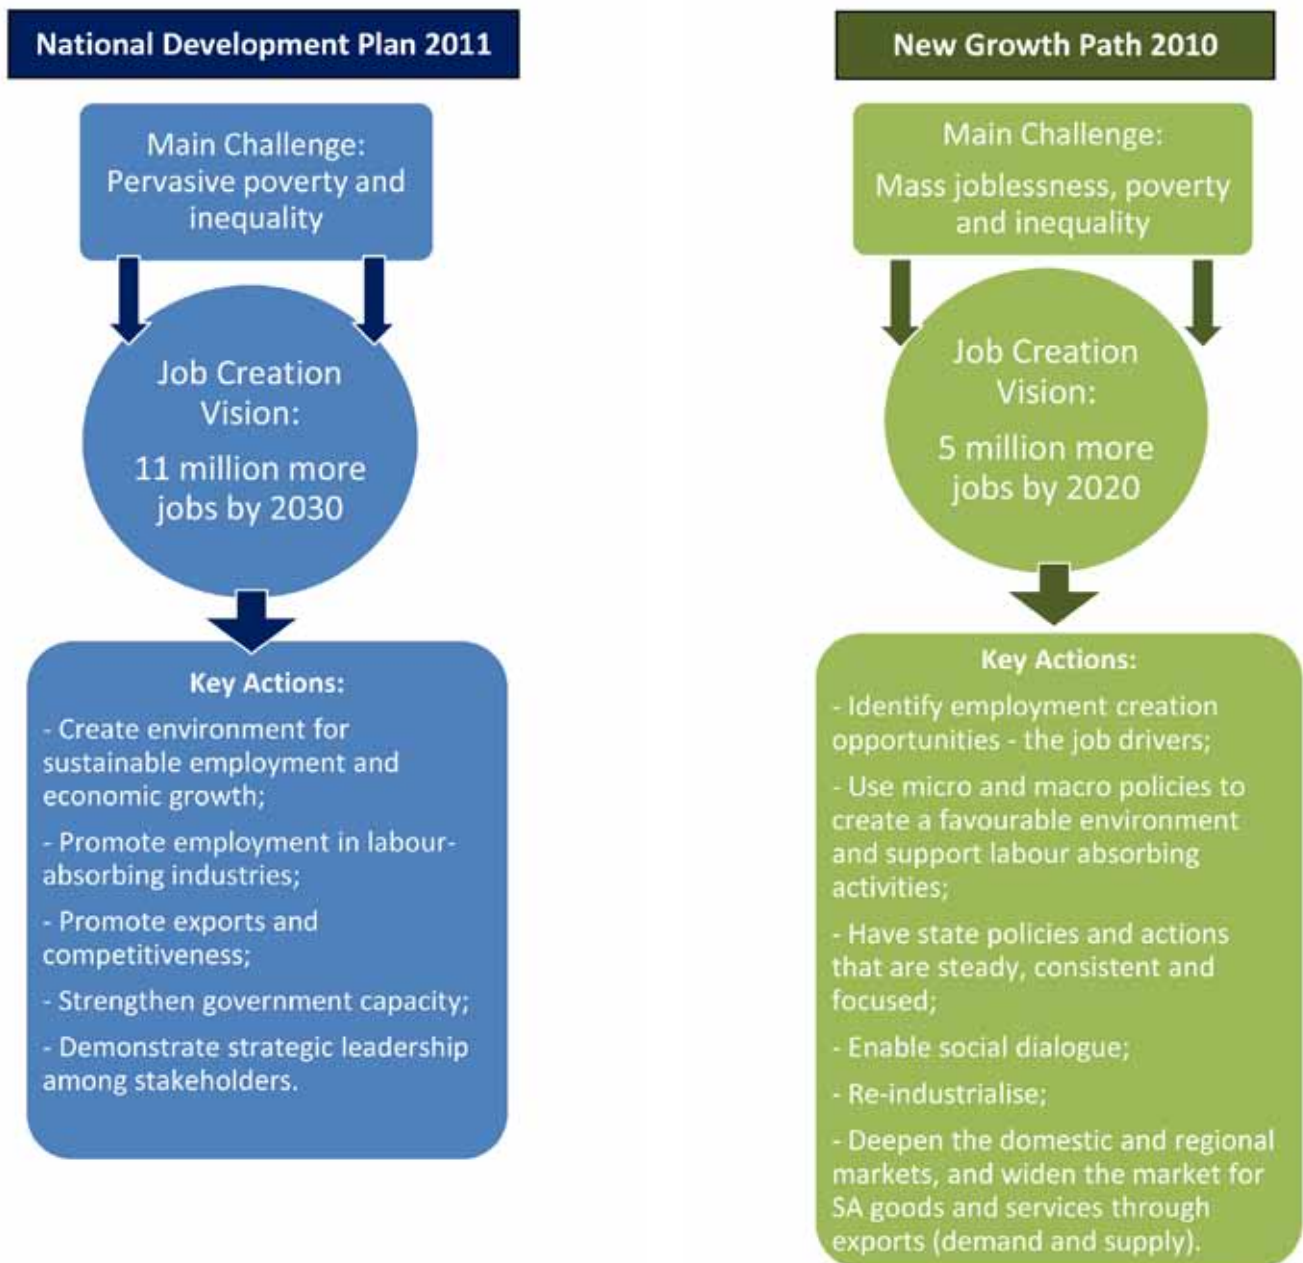 National Development Plan 2011
Main Challenge:
Pervasive poverty and
inequality
Job Creation
Vision:
11 million more
jobs by 2030
Key Actions:
- Create environment for
sustainable employment and
economic growth;
- Promote employment in labour-
absorbing industries;
- Promote exports and
competitiveness;
- Strengthen government capacity;
- Demonstrate strategic leadership
among stakeholders.
New Growth Path 2010
Main Challenge:
Mass joblessness, poverty
and inequality
Job Creation
Vision:
5 million more
jobs by 2020
Key Actions:
- Identify employment creation
opportunities - the job drivers;
- Use micro and macro policies to
create a favourable environment
and support labour absorbing
activities;
- Have state policies and actions
that are steady, consistent and
focused;
- Enable social dialogue;
- Re-industrialise;
- Deepen the domestic and regional
markets, and widen the market for
SA goods and services through
exports (demand and supply).